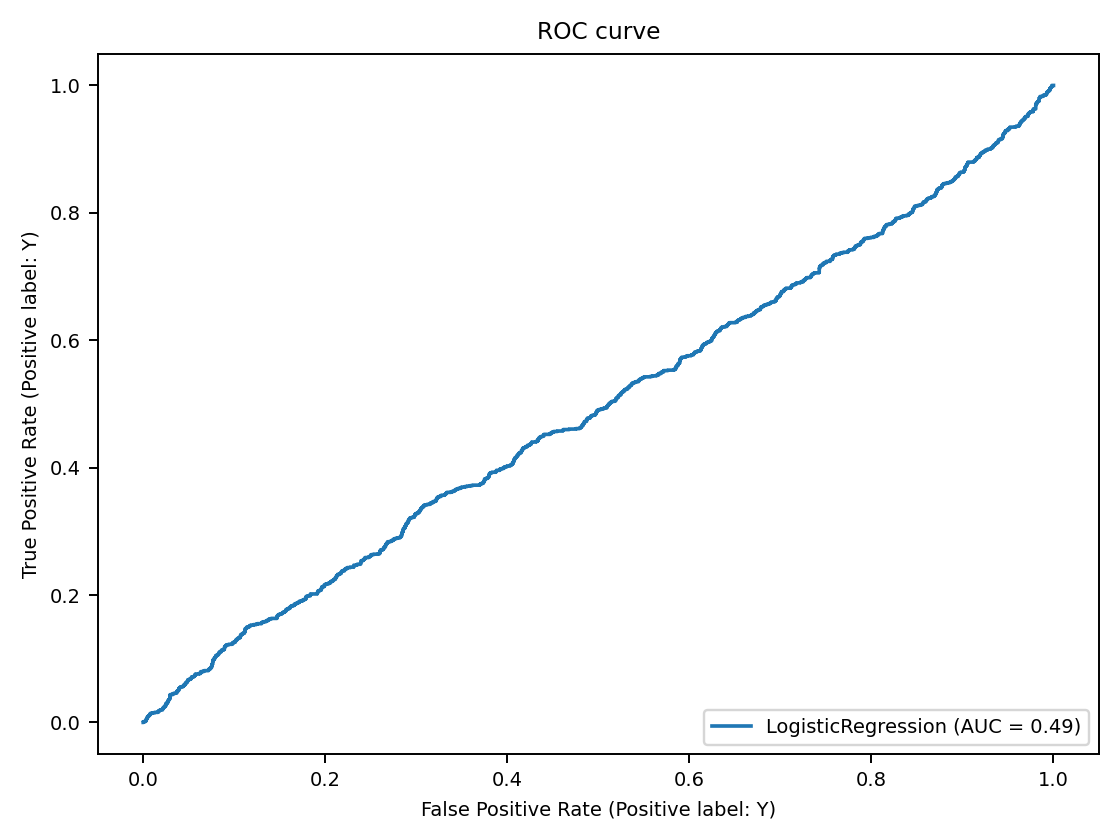 ROC curve
1.0
0.8
0.6
0.4
0.2
0.0
True Positive Rate (Positive label: Y)
LogisticRegression (AUC = 0.49)
0.0 0.2 0.4 0.6 0.8 1.0
False Positive Rate (Positive label: Y)